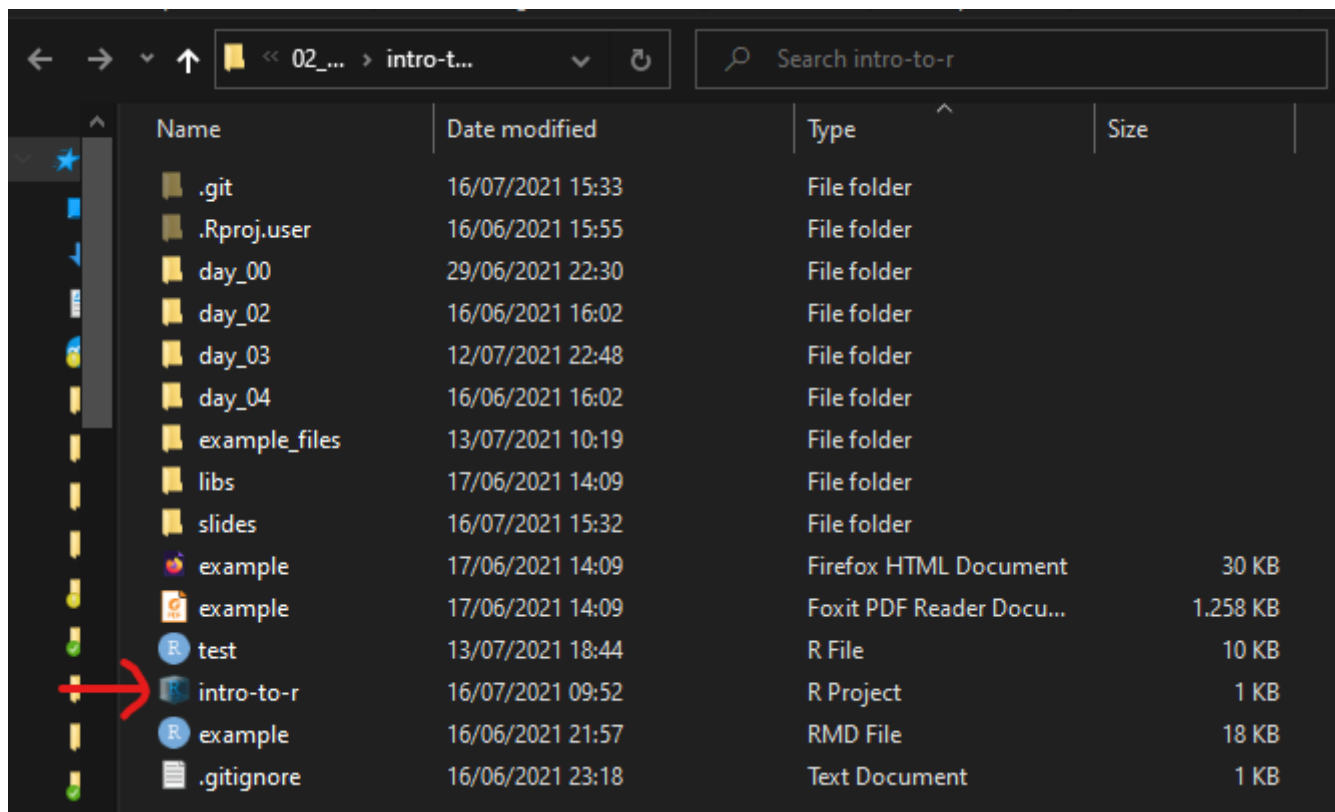 02_... › intro-t... Search intro-to-r
Name Date modified Type Size
.git 16/07/2021 15:33 File folder
.Rproj.user 16/06/2021 15:55 File folder
day_00 29/06/2021 22:30 File folder
day_02 16/06/2021 16:02 File folder
day_03 12/07/2021 22:48 File folder
day_04 16/06/2021 16:02 File folder
example_files 13/07/2021 10:19 File folder
libs 17/06/2021 14:09 File folder
slides 16/07/2021 15:32 File folder
example 17/06/2021 14:09 Firefox HTML Document 30 KB
example 17/06/2021 14:09 Foxit PDF Reader Docu... 1.258 KB
test 13/07/2021 18:44 R File 10 KB
intro-to-r 16/07/2021 09:52 R Project 1 KB
example 16/06/2021 21:57 RMD File 18 KB
.gitignore 16/06/2021 23:18 Text Document 1 KB